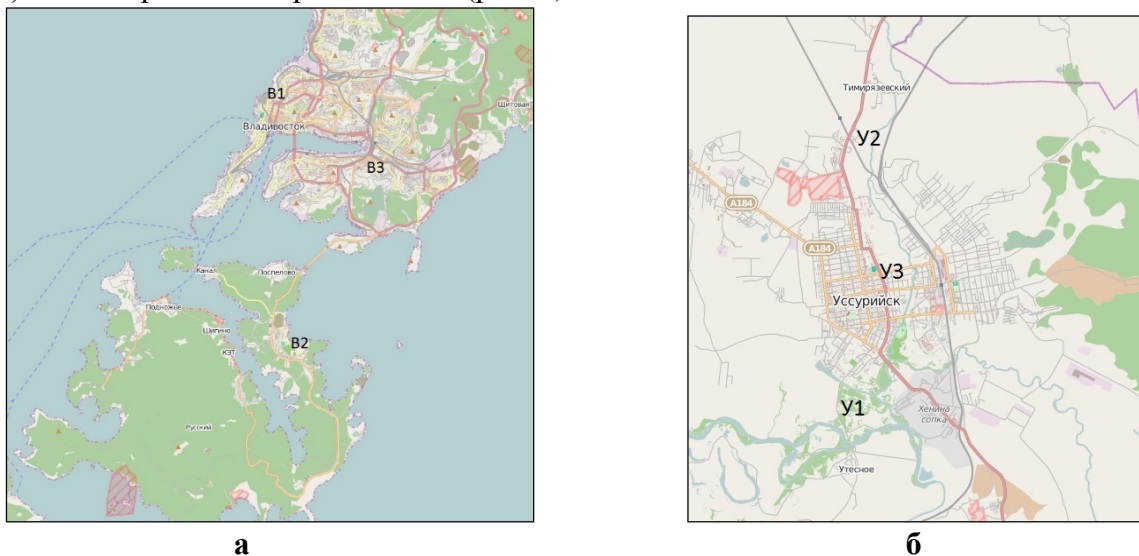 В1
Владивосток
Щитовая
В3
Канал
Поспелово
Подножье
Шигино
КЭТ
В2
Русский
а
Тимирязевский
У2
А184
А184
У3
Уссурийск
У1
Хенина
сопка
Утесное
б